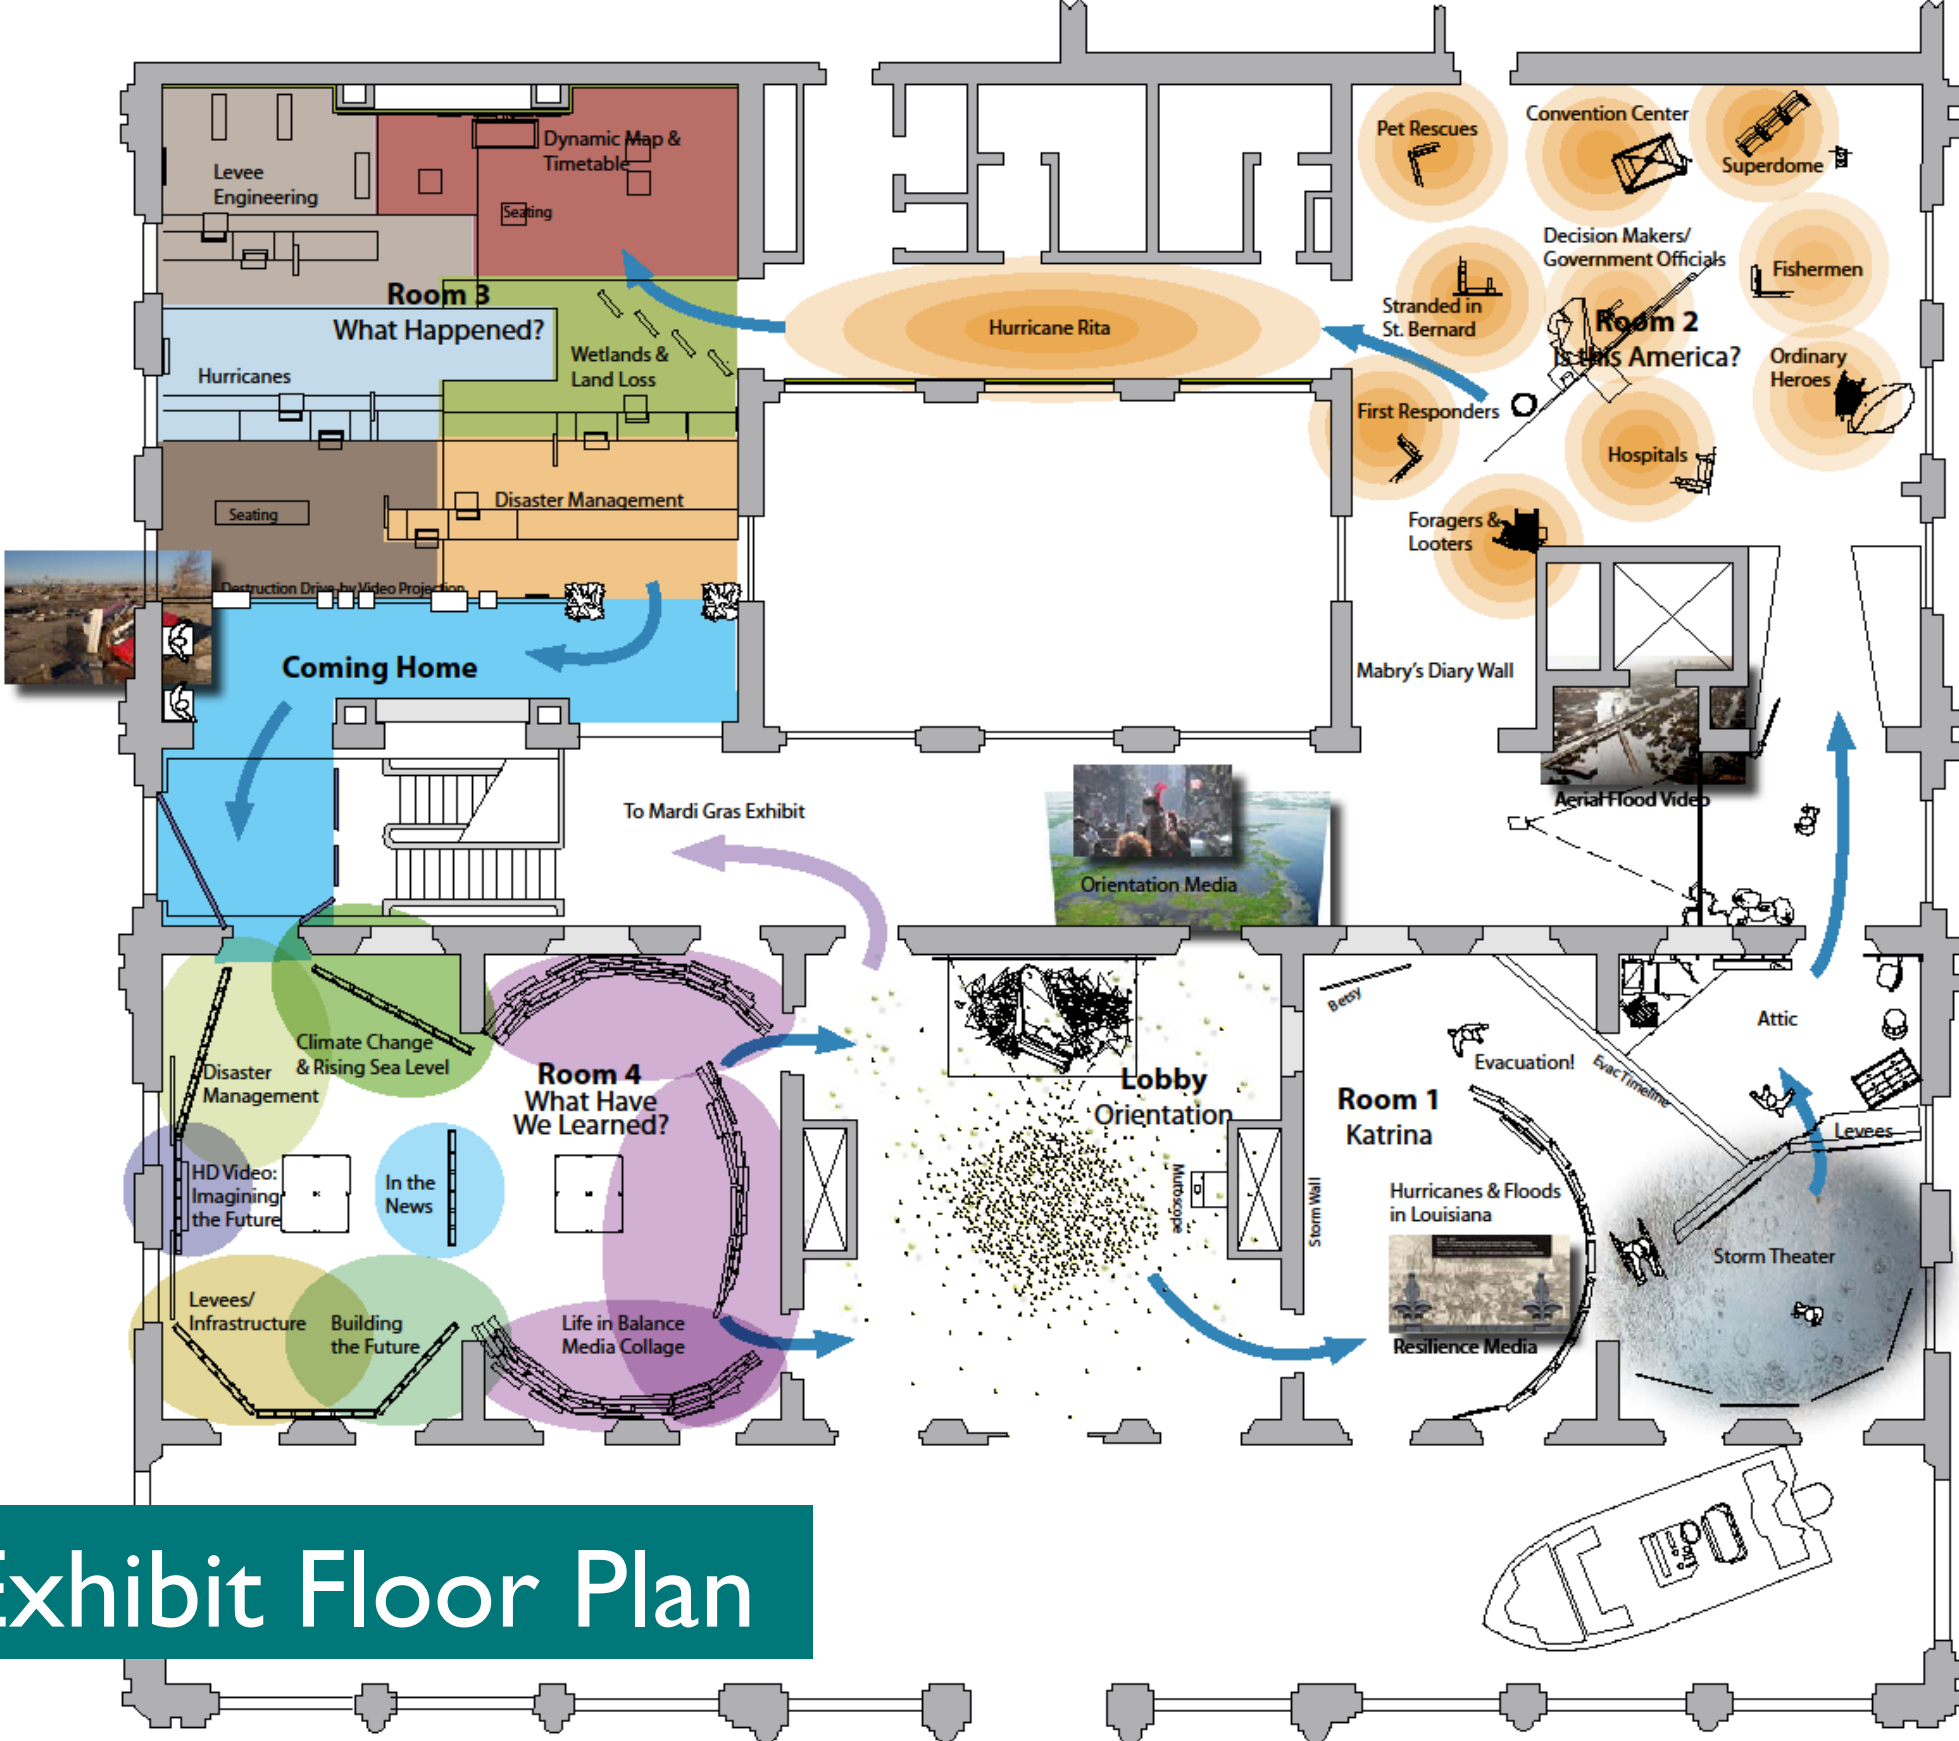 Levee
Engineering
Dynamic Map &
Timetable
Seating
Room 3
What Happened?
Hurricanes
Wetlands &
Land Loss
Seating
Disaster Management
Destruction Drive-by Video Projection
Coming Home
Hurricane Rita
Pet Rescues
Convention Center
Superdome
Decision Makers/
Government Officials
Fishermen
Stranded in
St. Bernard
Room 2
Is this America?
Ordinary
Heroes
First Responders
Hospitals
Foragers &
Looters
Mabry's Diary Wall
Aerial Flood Video
To Mardi Gras Exhibit
Orientation Media
Climate Change
& Rising Sea Level
Disaster
Management
Room 4
What Have
We Learned?
HD Video:
Imagining
the Future
In the
News
Levees/
Infrastructure
Building
the Future
Life in Balance
Media Collage
Lobby
Orientation
Mutoscope
Storm Wall
Betsy
Evacuation!
Evac Timeline
Room 1
Katrina
Hurricanes & Floods
in Louisiana
Resilience Media
Attic
Levees
Storm Theater
Exhibit Floor Plan